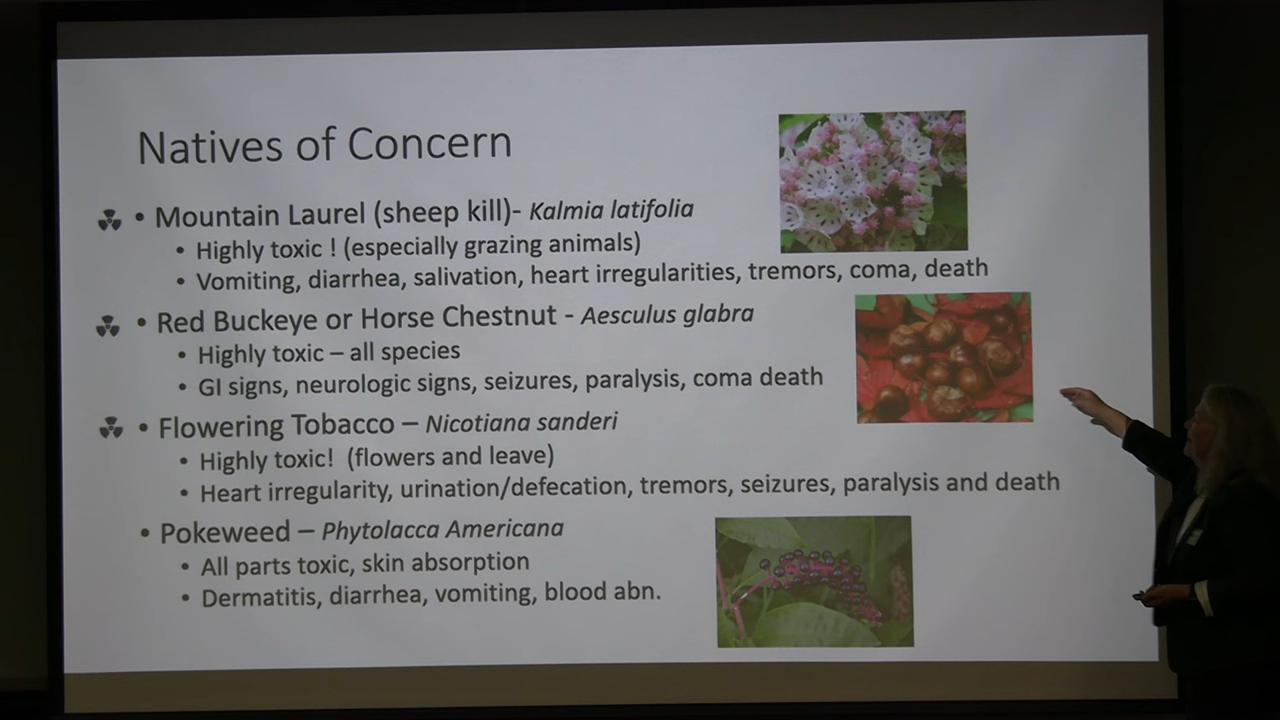 Natives of Concern
• Mountain Laurel (sheep kill)- Kalmia latifolia
• Highly toxic ! (especially grazing animals)
• Vomiting, diarrhea, salivation, heart irregularities, tremors, coma, death
• Red Buckeye or Horse Chestnut - Aesculus glabra
• Highly toxic – all species
• GI signs, neurologic signs, seizures, paralysis, coma death
• Flowering Tobacco – Nicotiana sanderi
• Highly toxic! (flowers and leave)
• Heart irregularity, urination/defecation, tremors, seizures, paralysis and death
• Pokeweed – Phytolacca Americana
• All parts toxic, skin absorption
• Dermatitis, diarrhea, vomiting, blood abn.